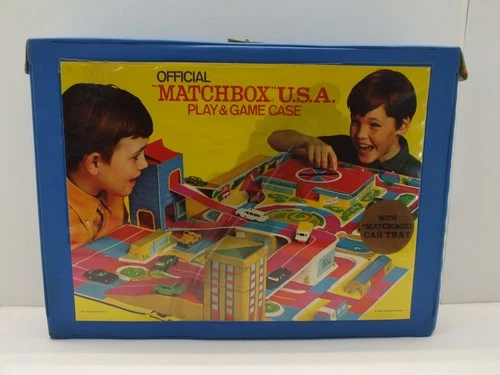 OFFICIAL
"MATCHBOX" U.S.A.
PLAY & GAME CASE
WITH
"MATCHBOX"
CAR TRAY